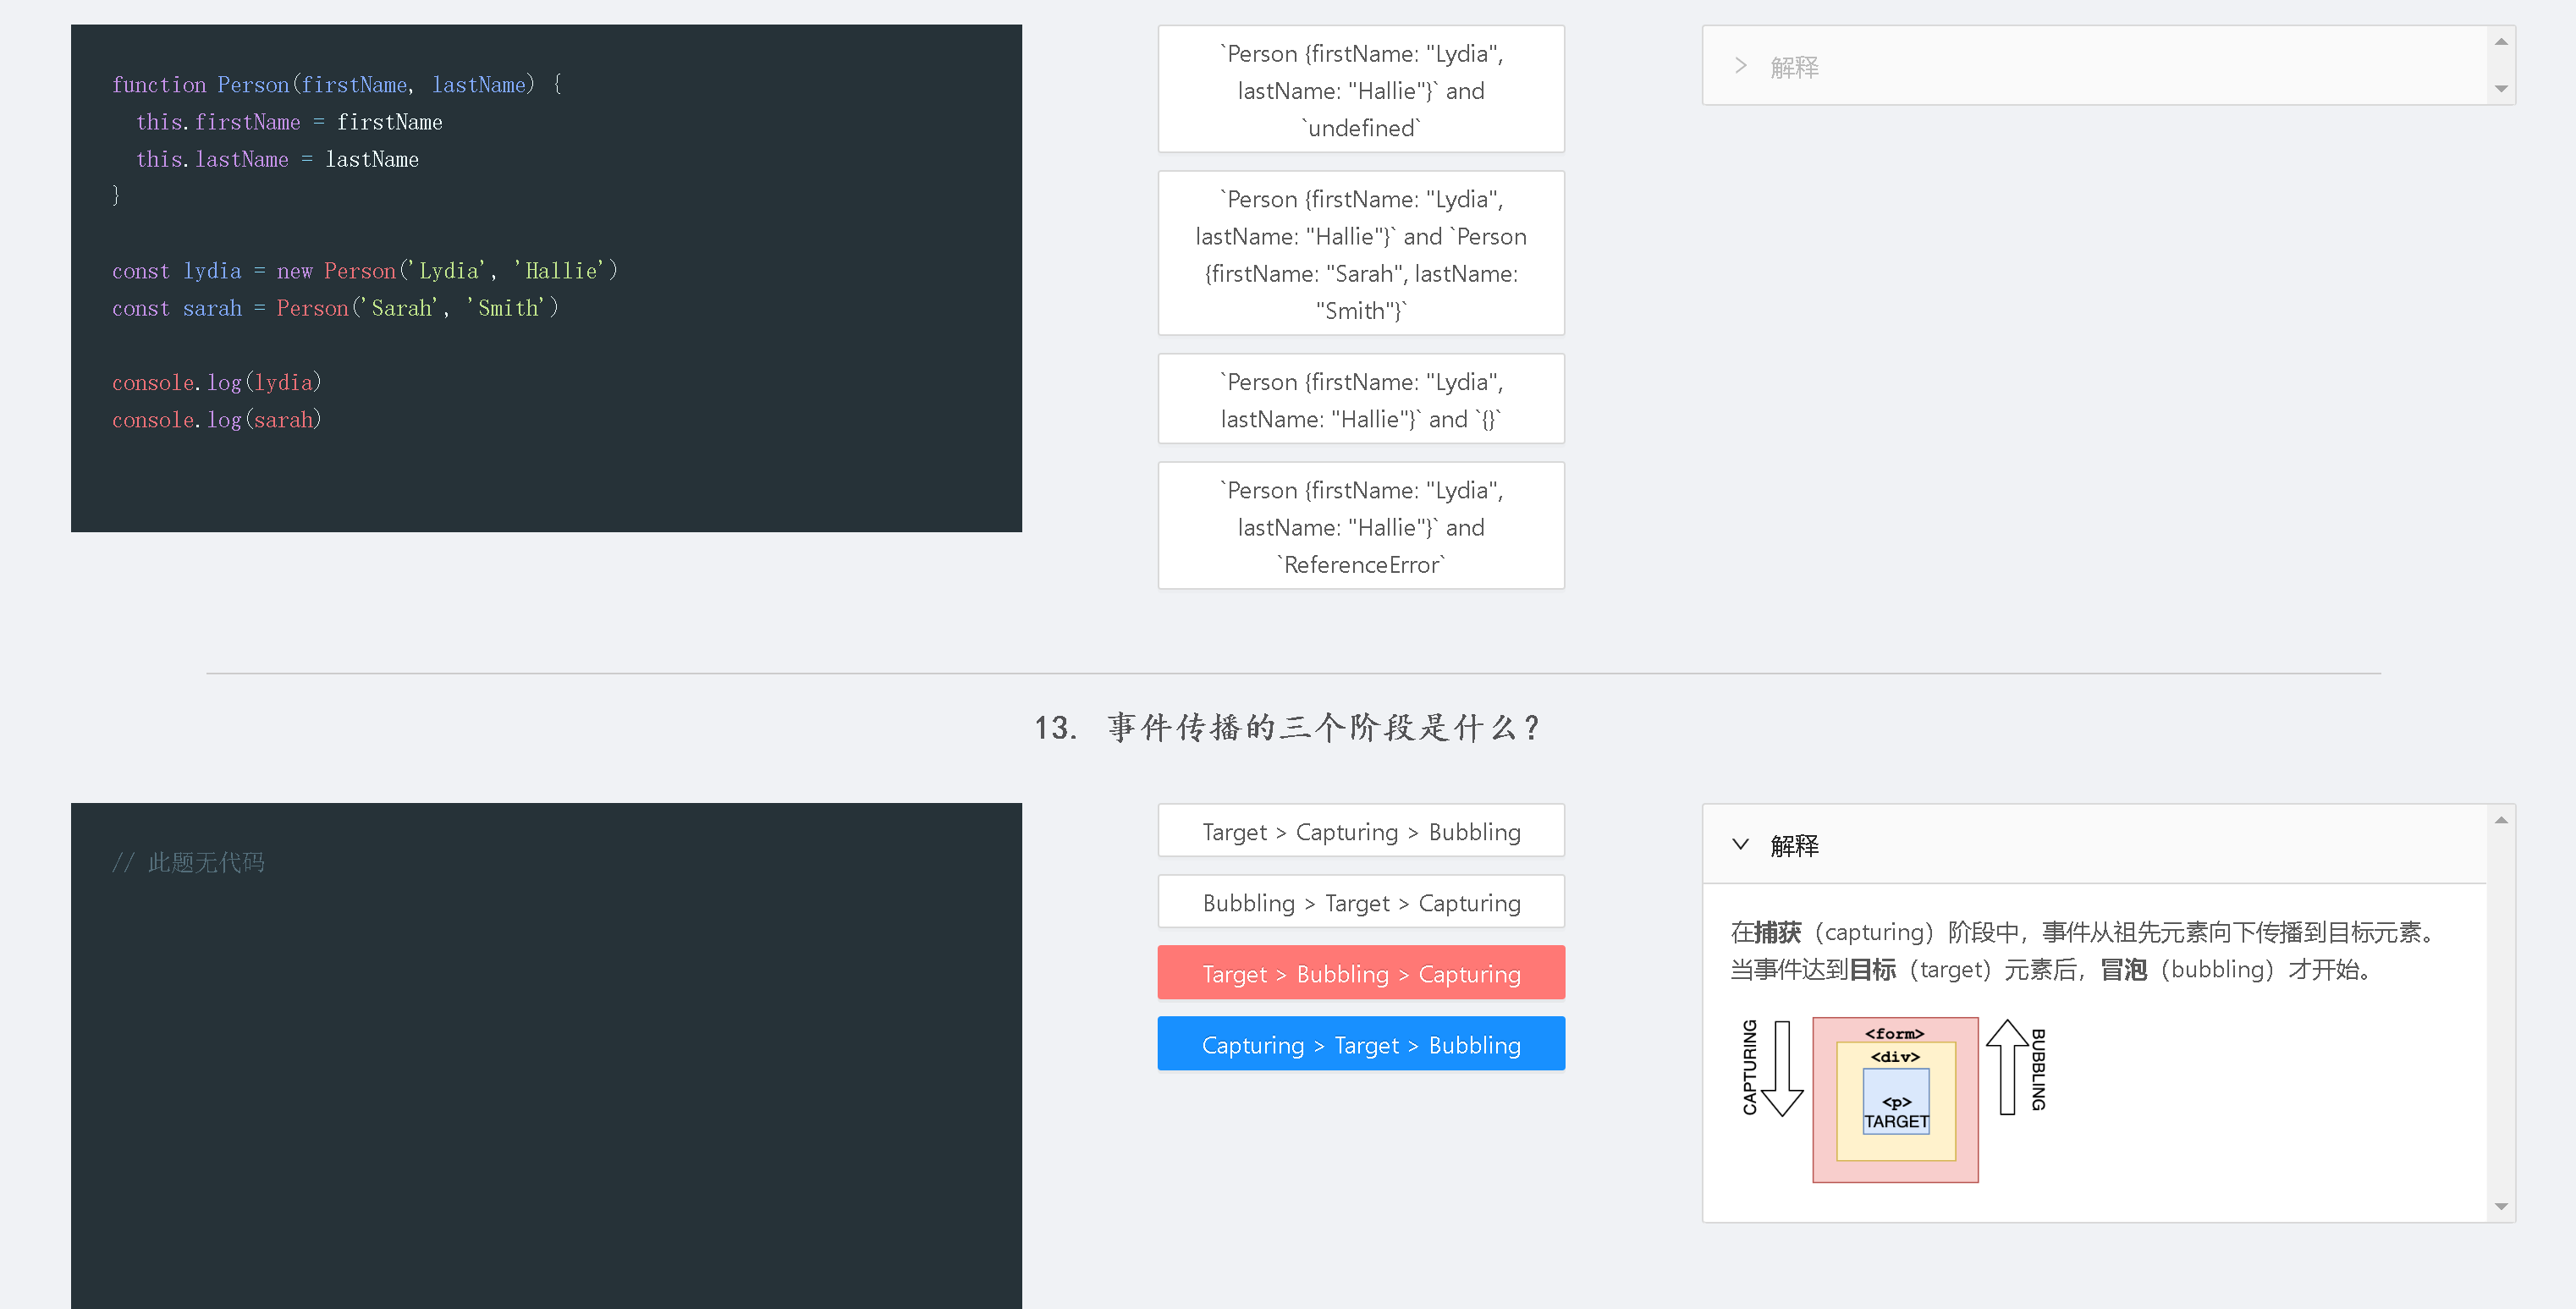 function Person(firstName, lastName) {
  this.firstName = firstName
  this.lastName = lastName
}
const lydia = new Person('Lydia', 'Hallie')
const sarah = Person('Sarah', 'Smith')
console.log(lydia)
console.log(sarah)
`Person {firstName: "Lydia",
lastName: "Hallie"}` and
`undefined`
`Person {firstName: "Lydia",
lastName: "Hallie"}` and `Person
{firstName: "Sarah", lastName:
"Smith"}`
`Person {firstName: "Lydia",
lastName: "Hallie"}` and `{}`
`Person {firstName: "Lydia",
lastName: "Hallie"}` and
`ReferenceError`
解释
13. 事件传播的三个阶段是什么?
// 此题无代码
Target > Capturing > Bubbling
Bubbling > Target > Capturing
Target > Bubbling > Capturing
Capturing > Target > Bubbling
解释
在捕获（capturing）阶段中，事件从祖先元素向下传播到目标元素。
当事件达到目标（target）元素后，冒泡（bubbling）才开始。
CAPTURING
<form>
<div>
<p>
TARGET
BUBBLING